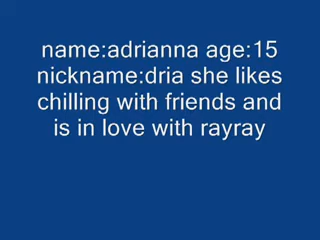 name:adrianna age:15
nickname:dria she likes
chilling with friends and
is in love with rayray